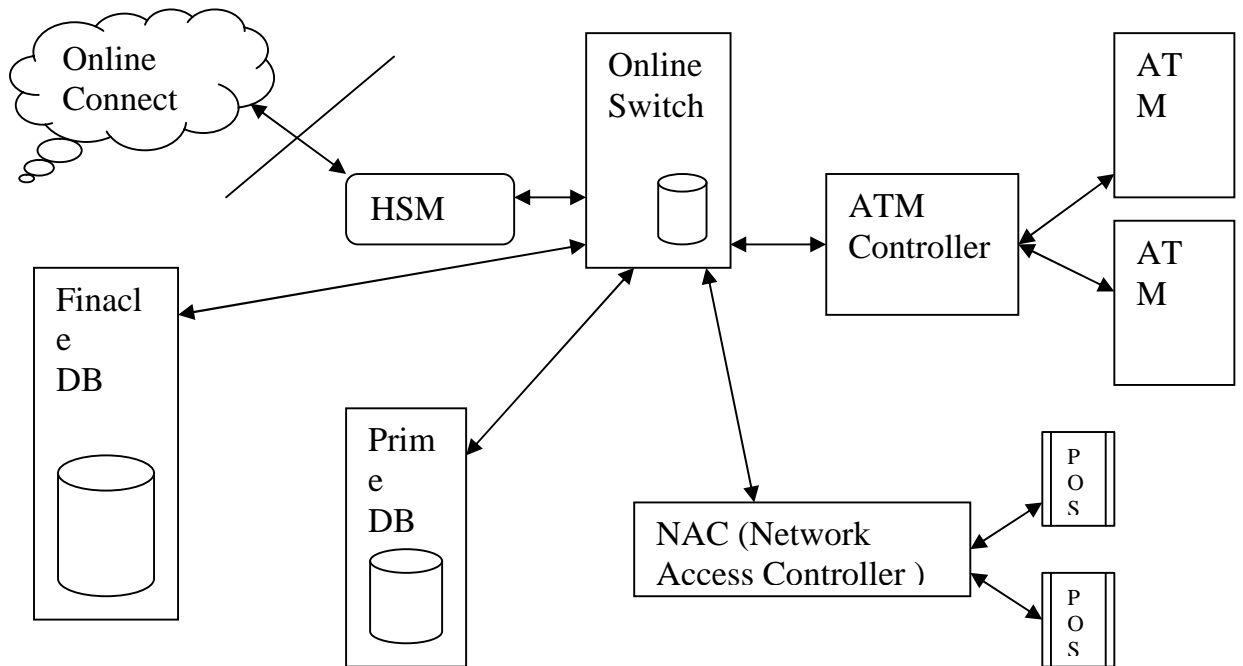 Online
Connect
Online
Switch
AT
M
HSM
ATM
Controller
AT
M
Finacl
e
DB
Prim
e
DB
NAC (Network
Access Controller )
P
O
S
P
O
S